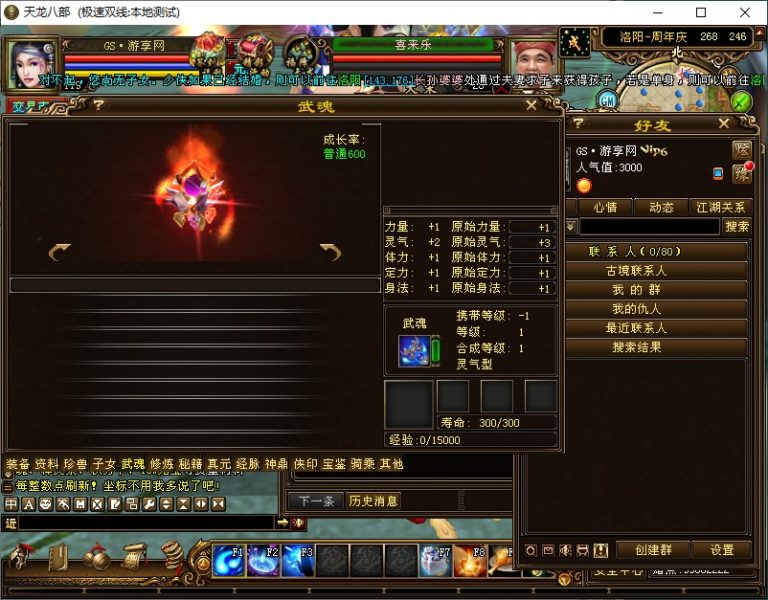 天龙八部 (极速双线:本地测试)
GS·游享网
喜来乐
洛阳-周年庆 268 246
北
对不起，您尚无子女。少侠如果已经结婚，则可以前往洛阳[143,176]长孙婆婆处通过夫妻求子来获得孩子，若是单身，则可以前往洛
GM
?
武魂
成长率:
普通600
力量: +1 原始力量: +1
灵气: +2 原始灵气: +3
体力: +1 原始体力: +1
定力: +1 原始定力: +1
身法: +1 原始身法: +1
武魂
携带等级: -1
等级: 1
合成等级: 1
灵气型
寿命: 300/300
经验:0/15000
装备 资料 珍兽 子女 武魂 修炼 秘籍 真元 经脉 神鼎 侠印 宝鉴 骑乘 其他
?
好友
GS·游享网 Vip6
人气值:3000
缘
心情
动态
江湖关系
搜索
联 系 人(0/80)
古境联系人
我 的 群
我的仇人
最近联系人
搜索结果
创建群
设置
每整数点刷新! 坐标不用我多说了吧!
近
下一条
历史消息
F1
F2
F3
F7
F8